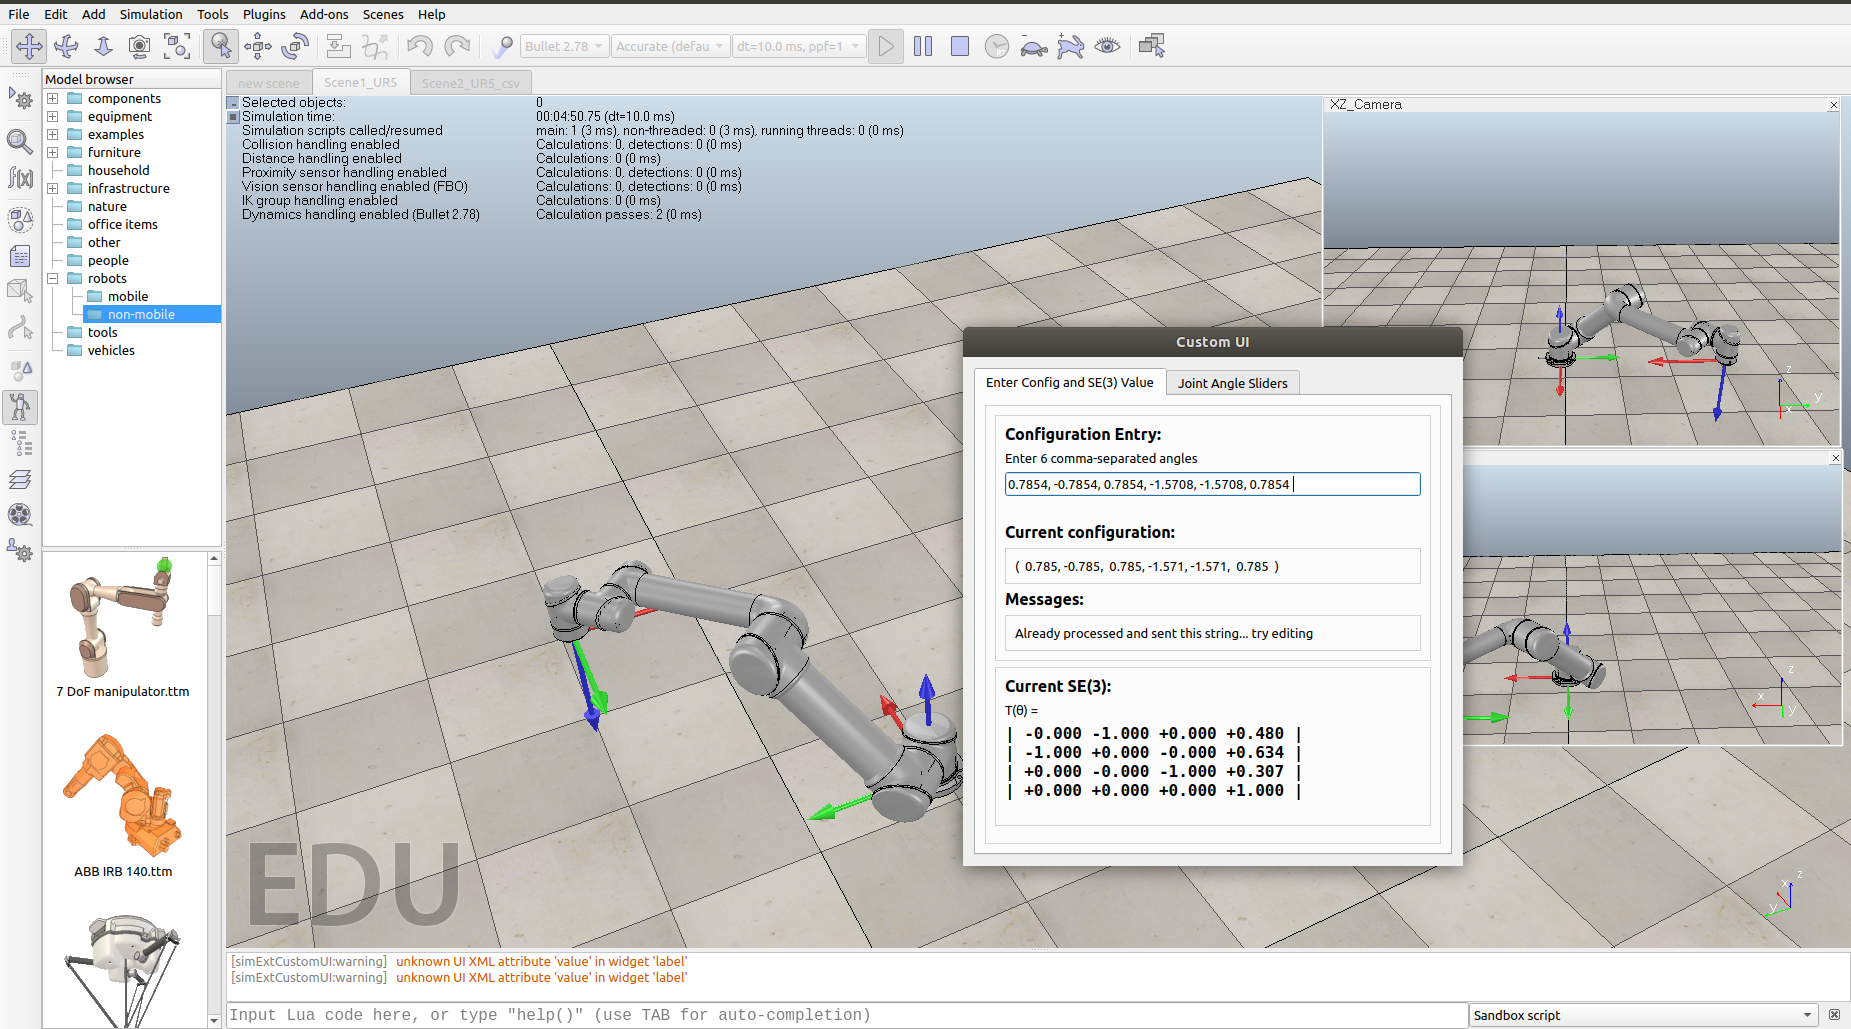 File Edit Add Simulation Tools Plugins Add-ons Scenes Help
Bullet 2.78 Accurate (defau dt=10.0 ms, ppf=1
Model browser
components
equipment
examples
furniture
household
infrastructure
nature
office items
other
people
robots
mobile
non-mobile
tools
vehicles
7 DoF manipulator.ttm
ABB IRB 140.ttm
new scene Scene1_UR5 Scene2_UR5_csv
Selected objects: 0
Simulation time: 00:04:50.75 (dt=10.0 ms)
Simulation scripts called/resumed main: 1 (3 ms), non-threaded: 0 (3 ms), running threads: 0 (0 ms)
Collision handling enabled Calculations: 0, detections: 0 (0 ms)
Distance handling enabled Calculations: 0 (0 ms)
Proximity sensor handling enabled Calculations: 0, detections: 0 (0 ms)
Vision sensor handling enabled (FBO) Calculations: 0, detections: 0 (0 ms)
IK group handling enabled Calculations: 0 (0 ms)
Dynamics handling enabled (Bullet 2.78) Calculation passes: 2 (0 ms)
XZ_Camera
z
y
x
z
x
y
z
x
y
EDU
Custom UI
Enter Config and SE(3) Value Joint Angle Sliders
Configuration Entry:
Enter 6 comma-separated angles
0.7854, -0.7854, 0.7854, -1.5708, -1.5708, 0.7854
Current configuration:
( 0.785, -0.785, 0.785, -1.571, -1.571, 0.785 )
Messages:
Already processed and sent this string... try editing
Current SE(3):
T(θ) =
| -0.000 -1.000 +0.000 +0.480 |
| -1.000 +0.000 -0.000 +0.634 |
| +0.000 -0.000 -1.000 +0.307 |
| +0.000 +0.000 +0.000 +1.000 |
[simExtCustomUI:warning] unknown UI XML attribute 'value' in widget 'label'
[simExtCustomUI:warning] unknown UI XML attribute 'value' in widget 'label'
Input Lua code here, or type "help()" (use TAB for auto-completion)
Sandbox script